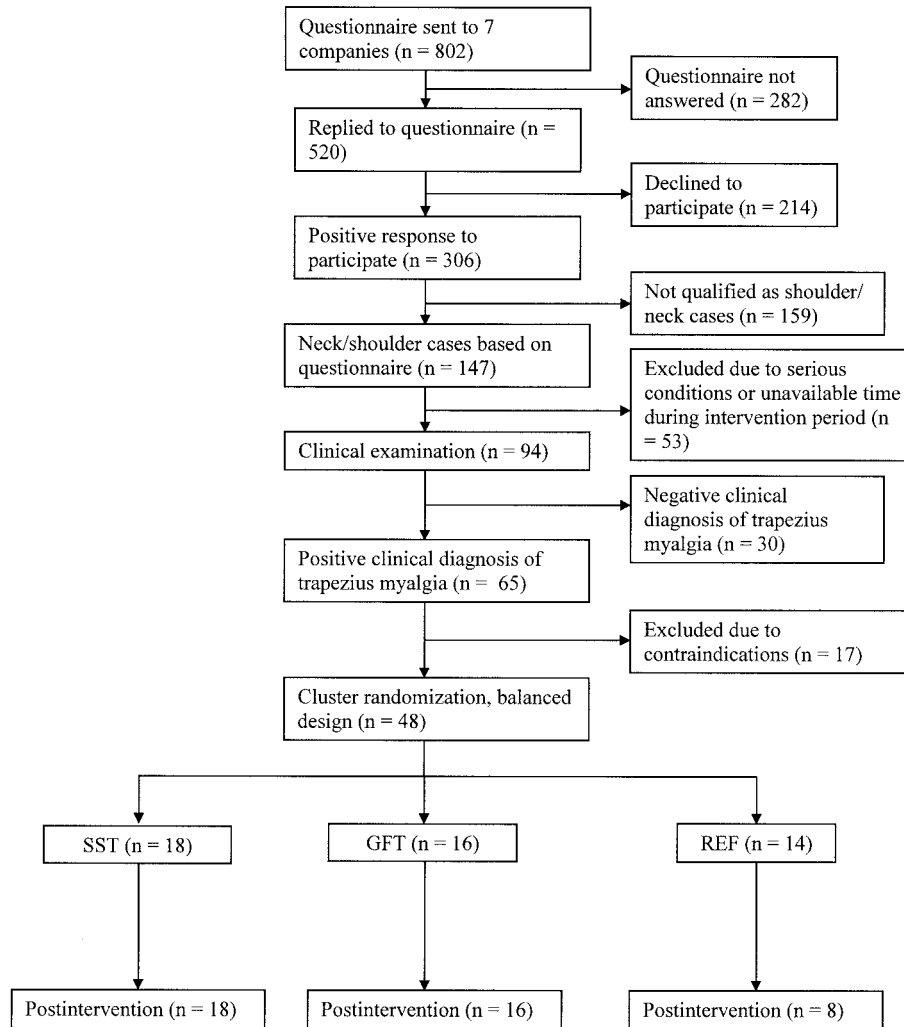 Questionnaire sent to 7
companies (n = 802)
Questionnaire not
answered (n = 282)
Replied to questionnaire (n =
520)
Declined to
participate (n = 214)
Positive response to
participate (n = 306)
Not qualified as shoulder/
neck cases (n = 159)
Neck/shoulder cases based on
questionnaire (n = 147)
Excluded due to serious
conditions or unavailable time
during intervention period (n
= 53)
Clinical examination (n = 94)
Negative clinical
diagnosis of trapezius
myalgia (n = 30)
Positive clinical diagnosis of
trapezius myalgia (n = 65)
Excluded due to
contraindications (n = 17)
Cluster randomization, balanced
design (n = 48)
SST (n = 18)
GFT (n = 16)
REF (n = 14)
Postintervention (n = 18)
Postintervention (n = 16)
Postintervention (n = 8)